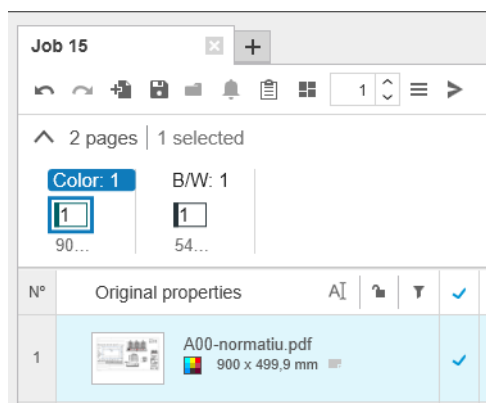 Job 15
1
2 pages 1 selected
Color: 1 B/W: 1
1 1
90... 54...
Nº Original properties
1 A00-normatiu.pdf
900 x 499,9 mm